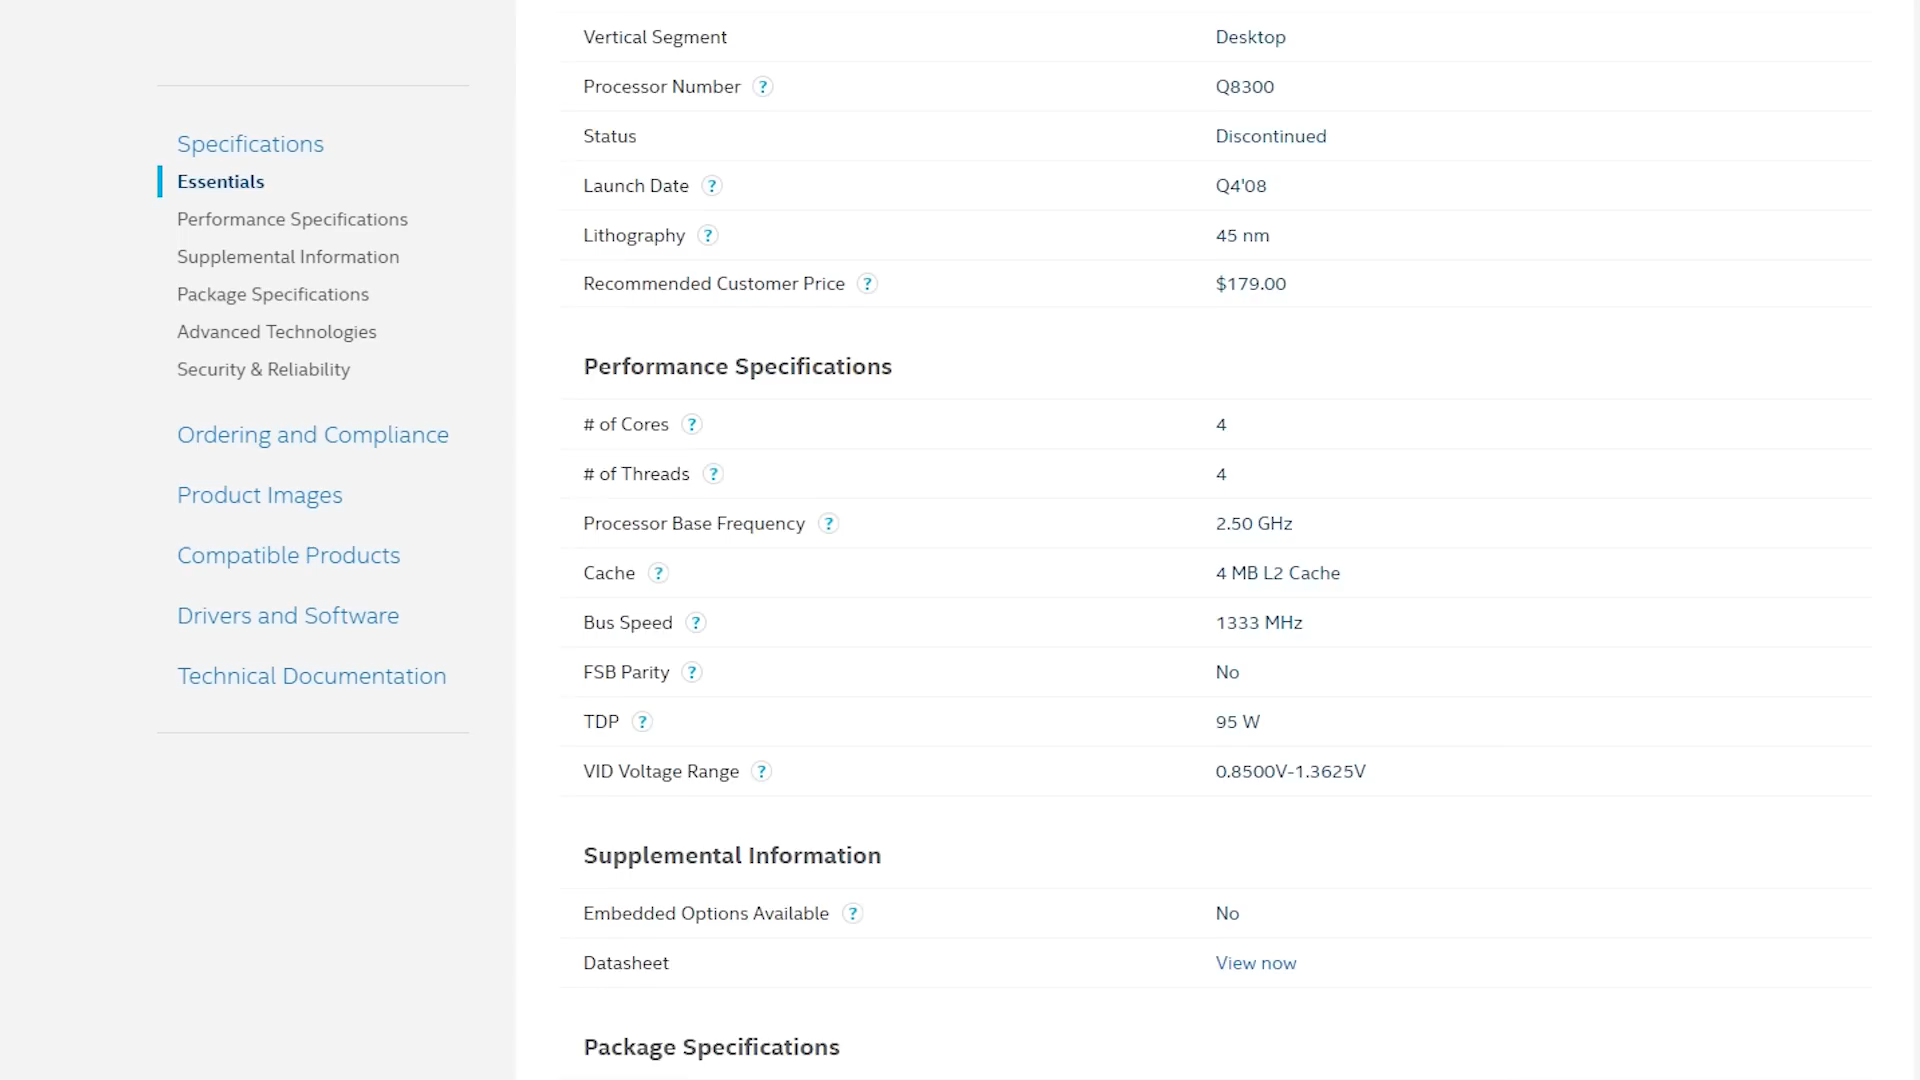 Specifications
Essentials
Performance Specifications
Supplemental Information
Package Specifications
Advanced Technologies
Security & Reliability
Ordering and Compliance
Product Images
Compatible Products
Drivers and Software
Technical Documentation
Vertical Segment Desktop
Processor Number ? Q8300
Status Discontinued
Launch Date ? Q4'08
Lithography ? 45 nm
Recommended Customer Price ? $179.00
Performance Specifications
# of Cores ? 4
# of Threads ? 4
Processor Base Frequency ? 2.50 GHz
Cache ? 4 MB L2 Cache
Bus Speed ? 1333 MHz
FSB Parity ? No
TDP ? 95 W
VID Voltage Range ? 0.8500V-1.3625V
Supplemental Information
Embedded Options Available ? No
Datasheet View now
Package Specifications